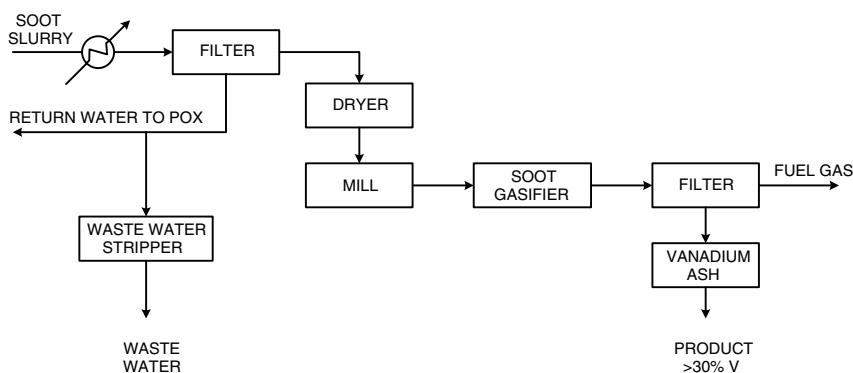 SOOT
SLURRY
FILTER
DRYER
RETURN WATER TO POX
MILL
SOOT
GASIFIER
FILTER
FUEL GAS
WASTE WATER
STRIPPER
VANADIUM
ASH
WASTE
WATER
PRODUCT
>30% V